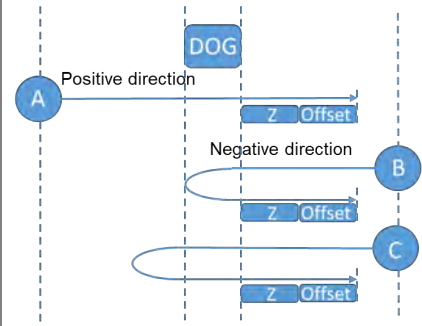 DOG
Positive direction
A
Z Offset
Negative direction
B
Z Offset
C
Z Offset